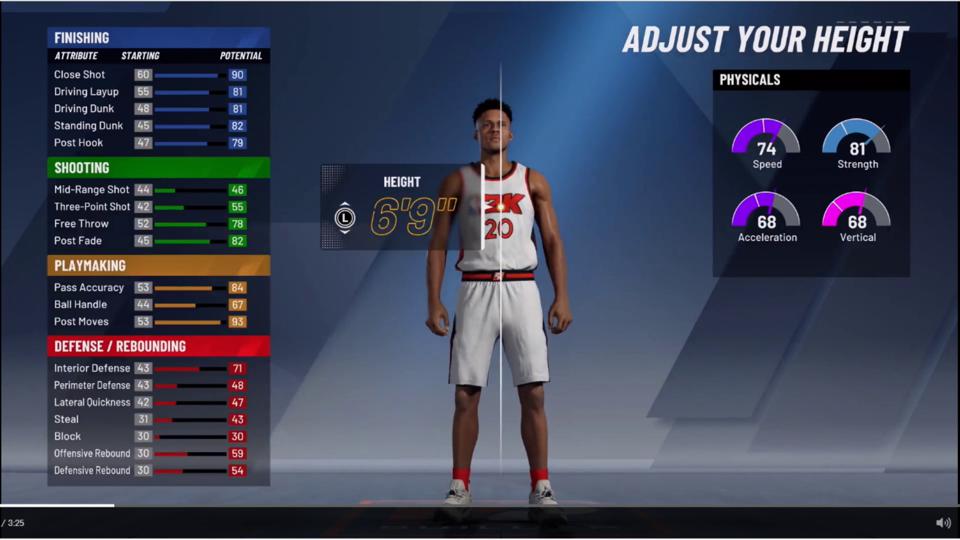 ADJUST YOUR HEIGHT
FINISHING
ATTRIBUTE STARTING POTENTIAL
Close Shot 60 90
Driving Layup 55 81
Driving Dunk 48 81
Standing Dunk 45 82
Post Hook 47 79
SHOOTING
Mid-Range Shot 44 46
Three-Point Shot 42 55
Free Throw 52 78
Post Fade 45 82
PLAYMAKING
Pass Accuracy 53 84
Ball Handle 44 67
Post Moves 53 93
DEFENSE / REBOUNDING
Interior Defense 43 71
Perimeter Defense 43 48
Lateral Quickness 42 47
Steal 31 43
Block 30 30
Offensive Rebound 30 59
Defensive Rebound 30 54
HEIGHT
L
6'9"
2K
20
PHYSICALS
74
Speed
81
Strength
68
Acceleration
68
Vertical
/ 3:25